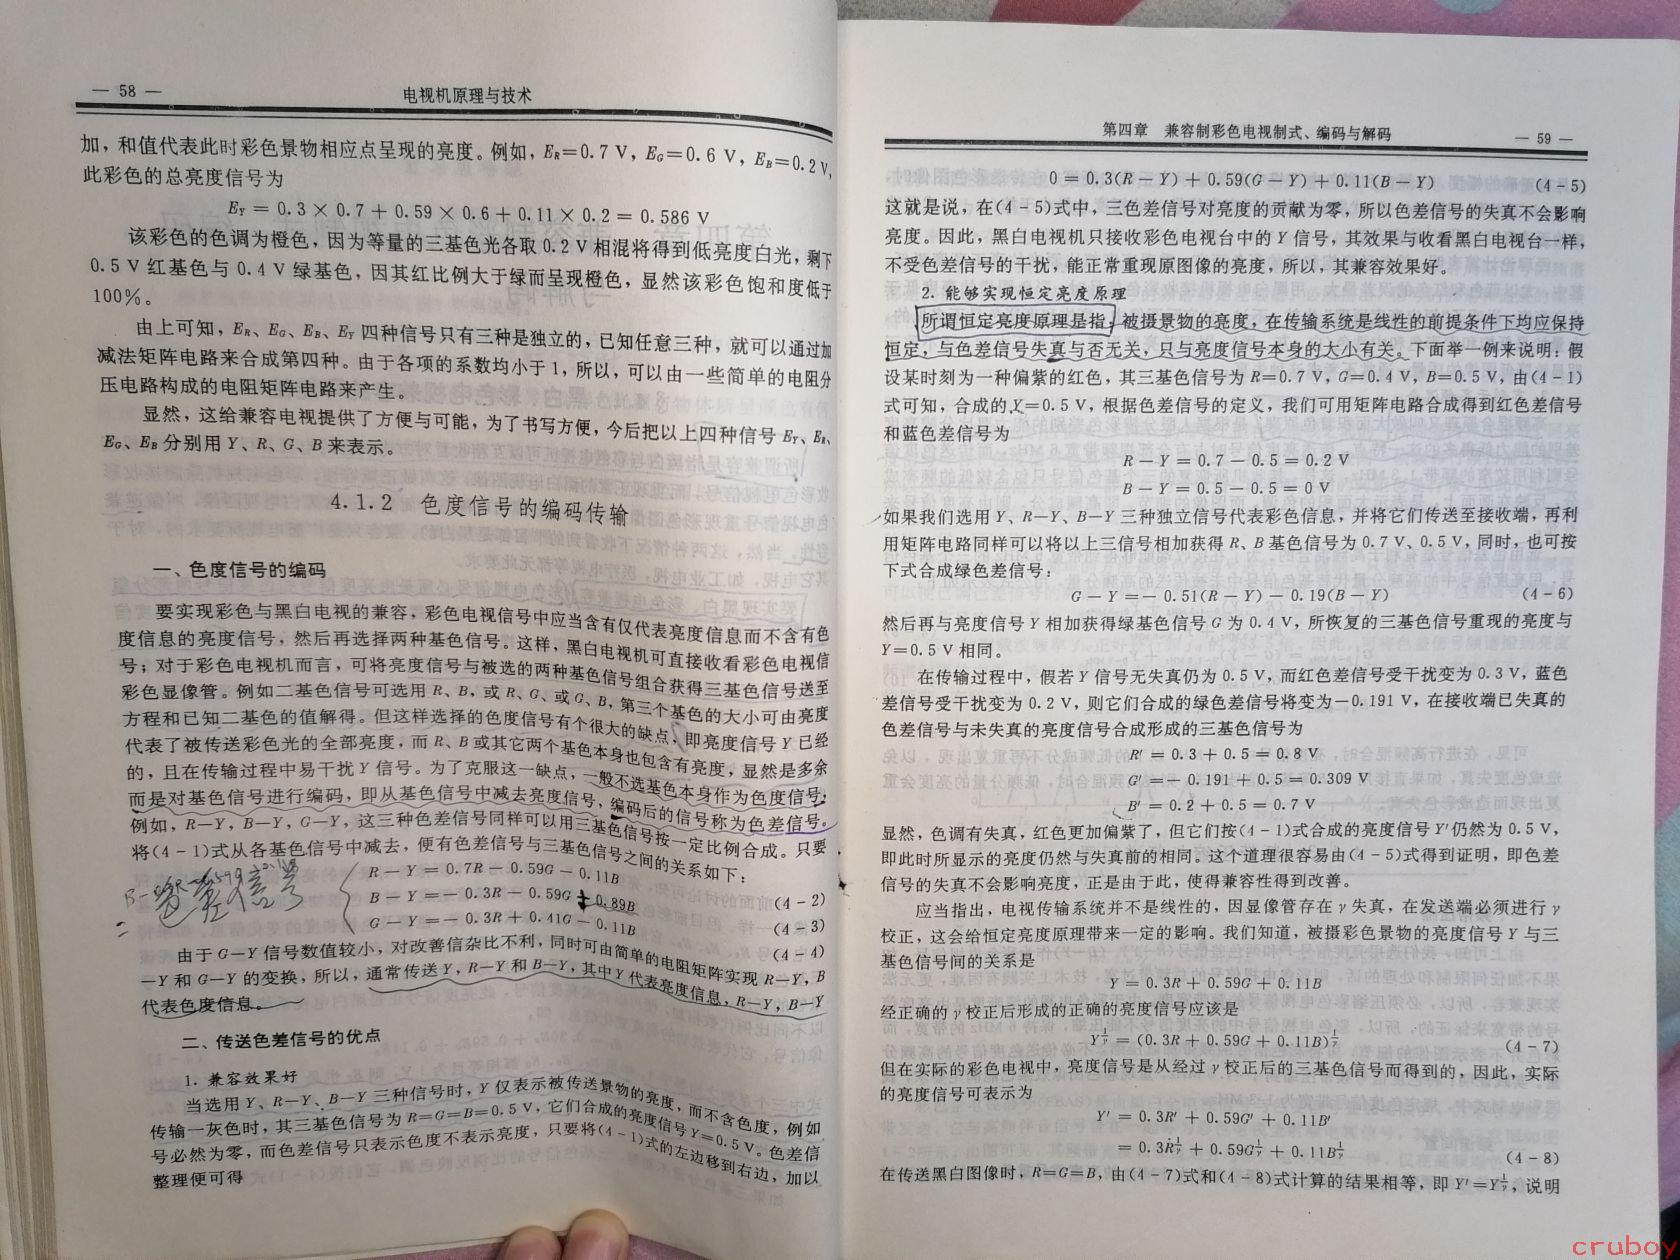 — 58 —
电视机原理与技术
加，和值代表此时彩色景物相应点呈现的亮度。例如，E_R=0.7 V，E_G=0.6 V，E_B=0.2 V，
此彩色的总亮度信号为
E_Y = 0.3 × 0.7 + 0.59 × 0.6 + 0.11 × 0.2 = 0.586 V
该彩色的色调为橙色，因为等量的三基色光各取 0.2 V 相混将得到低亮度白光，剩下
0.5 V 红基色与 0.4 V 绿基色，因其红比例大于绿而呈现橙色，显然该彩色饱和度低于
100%。
由上可知，E_R、E_G、E_B、E_Y 四种信号只有三种是独立的，已知任意三种，就可以通过加
减法矩阵电路来合成第四种。由于各项的系数均小于 1，所以，可以由一些简单的电阻分
压电路构成的电阻矩阵电路来产生。
显然，这给兼容电视提供了方便与可能，为了书写方便，今后把以上四种信号 E_Y、E_R、
E_G、E_B 分别用 Y、R、G、B 来表示。
4.1.2 色度信号的编码传输
一、色度信号的编码
要实现彩色与黑白电视的兼容，彩色电视信号中应当含有仅代表亮度信息而不含有色
度信息的亮度信号，然后再选择两种基色信号。这样，黑白电视机可直接收看彩色电视信
号；对于彩色电视机而言，可将亮度信号与被选的两种基色信号组合获得三基色信号送至
彩色显像管。例如二基色信号可选用 R、B，或 R、G、或 G、B，第三个基色的大小可由亮度
方程和已知二基色的值解得。但这样选择的色度信号有个很大的缺点，即亮度信号 Y 已经
代表了被传送彩色光的全部亮度，而 R、B 或其它两个基色本身也包含有亮度，显然是多余
的，且在传输过程中易干扰 Y 信号。为了克服这一缺点，一般不选基色本身作为色度信号；
而是对基色信号进行编码，即从基色信号中减去亮度信号，编码后的信号称为色差信号。
例如，R−Y，B−Y，G−Y，这三种色差信号同样可以用三基色信号按一定比例合成。只要
将(4 - 1)式从各基色信号中减去，便有色差信号与三基色信号之间的关系如下：
R − Y = 0.7R − 0.59G − 0.11B
(4 - 2)
B − Y = − 0.3R − 0.59G + 0.89B
(4 - 3)
G − Y = − 0.3R + 0.41G − 0.11B
(4 - 4)
色差信号
由于 G−Y 信号数值较小，对改善信杂比不利，同时可由简单的电阻矩阵实现 R−Y，B
−Y 和 G−Y 的变换，所以，通常传送 Y，R−Y 和 B−Y，其中 Y 代表亮度信息，R−Y，B−Y
代表色度信息。
二、传送色差信号的优点
1. 兼容效果好
当选用 Y、R−Y、B−Y 三种信号时，Y 仅表示被传送景物的亮度，而不含色度，例如
传输一灰色时，其三基色信号为 R=G=B=0.5 V，它们合成的亮度信号 Y=0.5 V。色差信
号必然为零，而色差信号只表示色度不表示亮度，只要将(4 - 1)式的左边移到右边，加以
整理便可得
第四章 兼容制彩色电视制式、编码与解码
— 59 —
0 = 0.3(R − Y) + 0.59(G − Y) + 0.11(B − Y)
(4 - 5)
这就是说，在(4 - 5)式中，三色差信号对亮度的贡献为零，所以色差信号的失真不会影响
亮度。因此，黑白电视机只接收彩色电视台中的 Y 信号，其效果与收看黑白电视台一样，
不受色差信号的干扰，能正常重现原图像的亮度，所以，其兼容效果好。
2. 能够实现恒定亮度原理
所谓恒定亮度原理是指，被摄景物的亮度，在传输系统是线性的前提条件下均应保持
恒定，与色差信号失真与否无关，只与亮度信号本身的大小有关。下面举一例来说明：假
设某时刻为一种偏紫的红色，其三基色信号为 R=0.7 V，G=0.4 V，B=0.5 V，由(4 - 1)
式可知，合成的 Y=0.5 V，根据色差信号的定义，我们可用矩阵电路合成得到红色差信号
和蓝色差信号为
R − Y = 0.7 − 0.5 = 0.2 V
B − Y = 0.5 − 0.5 = 0 V
如果我们选用 Y、R−Y、B−Y 三种独立信号代表彩色信息，并将它们传送至接收端，再利
用矩阵电路同样可以将以上三信号相加获得 R、B 基色信号为 0.7 V、0.5 V，同时，也可按
下式合成绿色差信号：
G − Y = − 0.51(R − Y) − 0.19(B − Y)
(4 - 6)
然后再与亮度信号 Y 相加获得绿基色信号 G 为 0.4 V，所恢复的三基色信号重现的亮度与
Y=0.5 V 相同。
在传输过程中，假若 Y 信号无失真仍为 0.5 V，而红色差信号受干扰变为 0.3 V，蓝色
差信号受干扰变为 0.2 V，则它们合成的绿色差信号将变为−0.191 V，在接收端已失真的
色差信号与未失真的亮度信号合成形成的三基色信号为
R′ = 0.3 + 0.5 = 0.8 V
G′ = − 0.191 + 0.5 = 0.309 V
B′ = 0.2 + 0.5 = 0.7 V
显然，色调有失真，红色更加偏紫了，但它们按(4 - 1)式合成的亮度信号 Y′仍然为 0.5 V，
即此时所显示的亮度仍然与失真前的相同。这个道理很容易由(4 - 5)式得到证明，即色差
信号的失真不会影响亮度，正是由于此，使得兼容性得到改善。
应当指出，电视传输系统并不是线性的，因显像管存在 γ 失真，在发送端必须进行 γ
校正，这会给恒定亮度原理带来一定的影响。我们知道，被摄彩色景物的亮度信号 Y 与三
基色信号间的关系是
Y = 0.3R + 0.59G + 0.11B
经正确的 γ 校正后形成的正确的亮度信号应该是
Y^{1/γ} = (0.3R + 0.59G + 0.11B)^{1/γ}
(4 - 7)
但在实际的彩色电视中，亮度信号是从经过 γ 校正后的三基色信号而得到的，因此，实际
的亮度信号可表示为
Y′ = 0.3R′ + 0.59G′ + 0.11B′
= 0.3R^{1/γ} + 0.59G^{1/γ} + 0.11B^{1/γ}
(4 - 8)
在传送黑白图像时，R=G=B，由(4 - 7)式和(4 - 8)式计算的结果相等，即 Y′=Y^{1/γ}，说明
cruboy